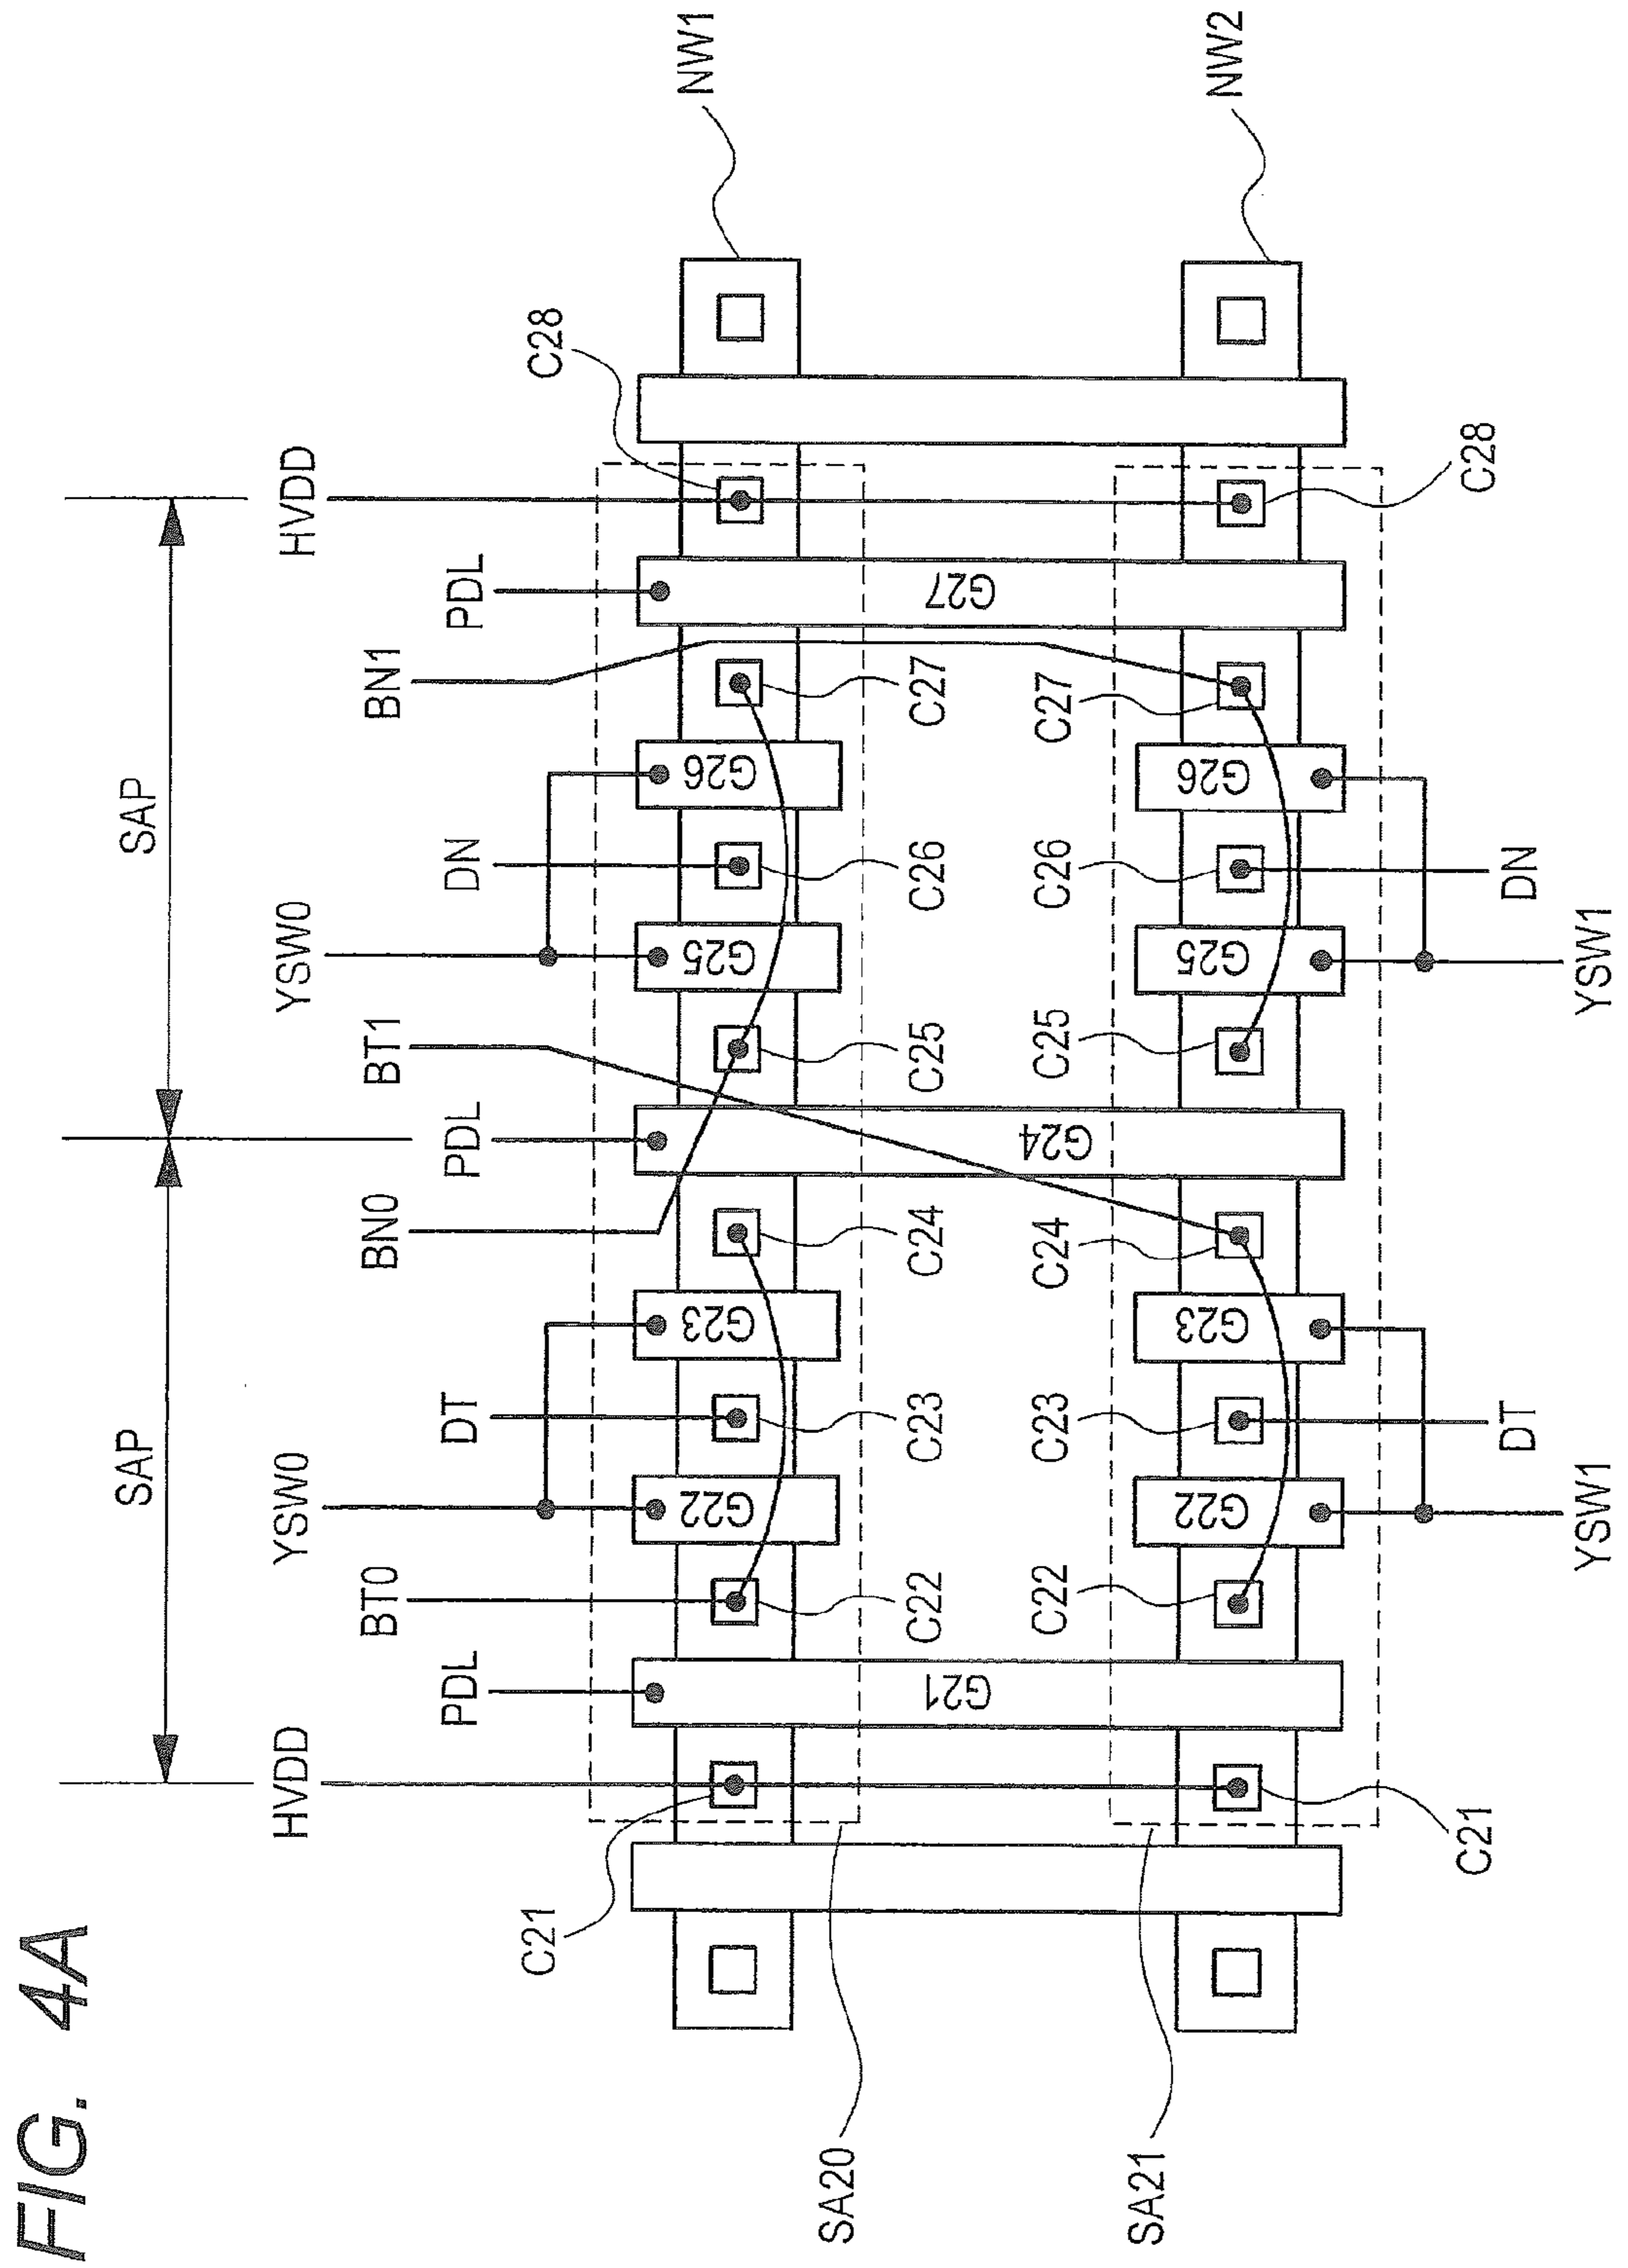 FIG. 4A
SAP
SAP
HVDD
PDL
BT0
YSW0
DT
BN0
PDL
BT1
YSW0
DN
BN1
PDL
HVDD
C21
G21
G22
G23
G24
G25
G26
G27
C28
NW1
C22
C23
C24
C25
C26
C27
SA20
C22
C23
C24
C25
C26
C27
G22
G23
G25
G26
NW2
SA21
C21
YSW1
DT
YSW1
DN
C28